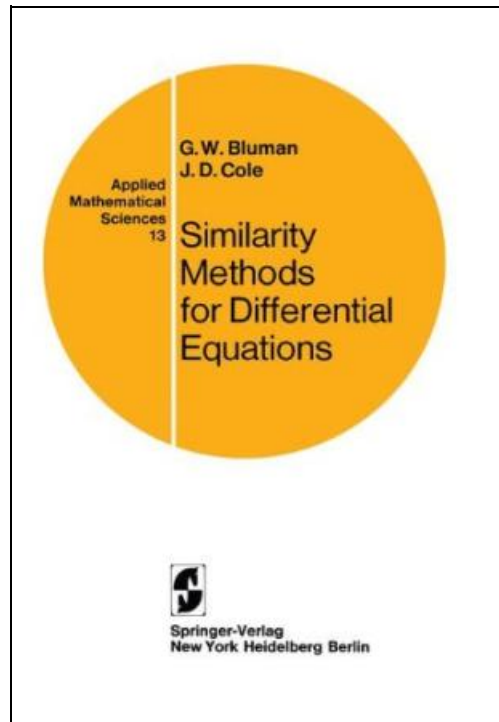 G.W. Bluman
J.D. Cole
Applied
Mathematical
Sciences
13
Similarity
Methods
for Differential
Equations
Springer-Verlag
New York Heidelberg Berlin